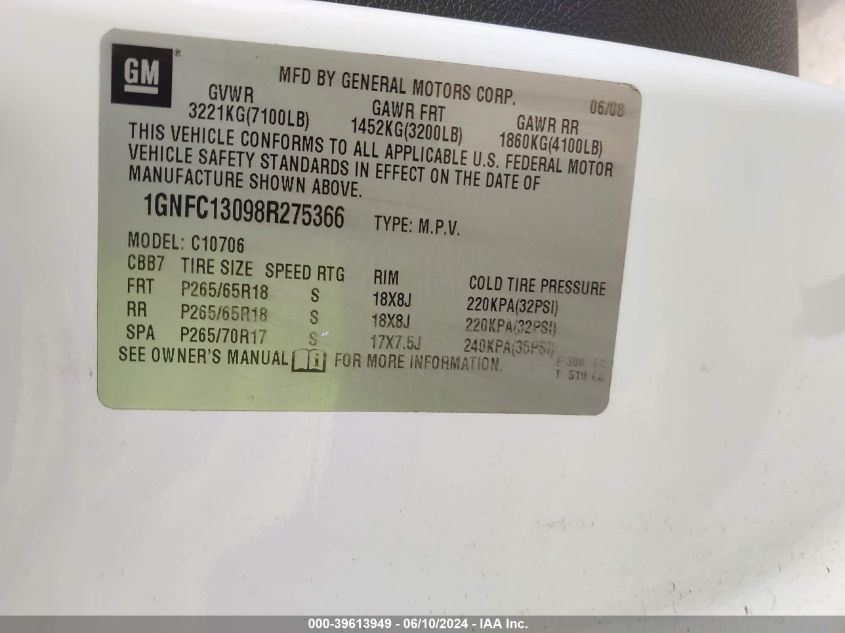 GM ®
MFD BY GENERAL MOTORS CORP. 06/08
GVWR GAWR FRT GAWR RR
3221KG(7100LB) 1452KG(3200LB) 1860KG(4100LB)
THIS VEHICLE CONFORMS TO ALL APPLICABLE U.S. FEDERAL MOTOR
VEHICLE SAFETY STANDARDS IN EFFECT ON THE DATE OF
MANUFACTURE SHOWN ABOVE.
1GNFC13098R275366 TYPE: M.P.V.
MODEL: C10706
CBB7 TIRE SIZE SPEED RTG RIM COLD TIRE PRESSURE
FRT P265/65R18 S 18X8J 220KPA(32PSI)
RR P265/65R18 S 18X8J 220KPA(32PSI)
SPA P265/70R17 S 17X7.5J 240KPA(35PSI)
SEE OWNER'S MANUAL i FOR MORE INFORMATION.
T 510
000-39613949 - 06/10/2024 - IAA Inc.